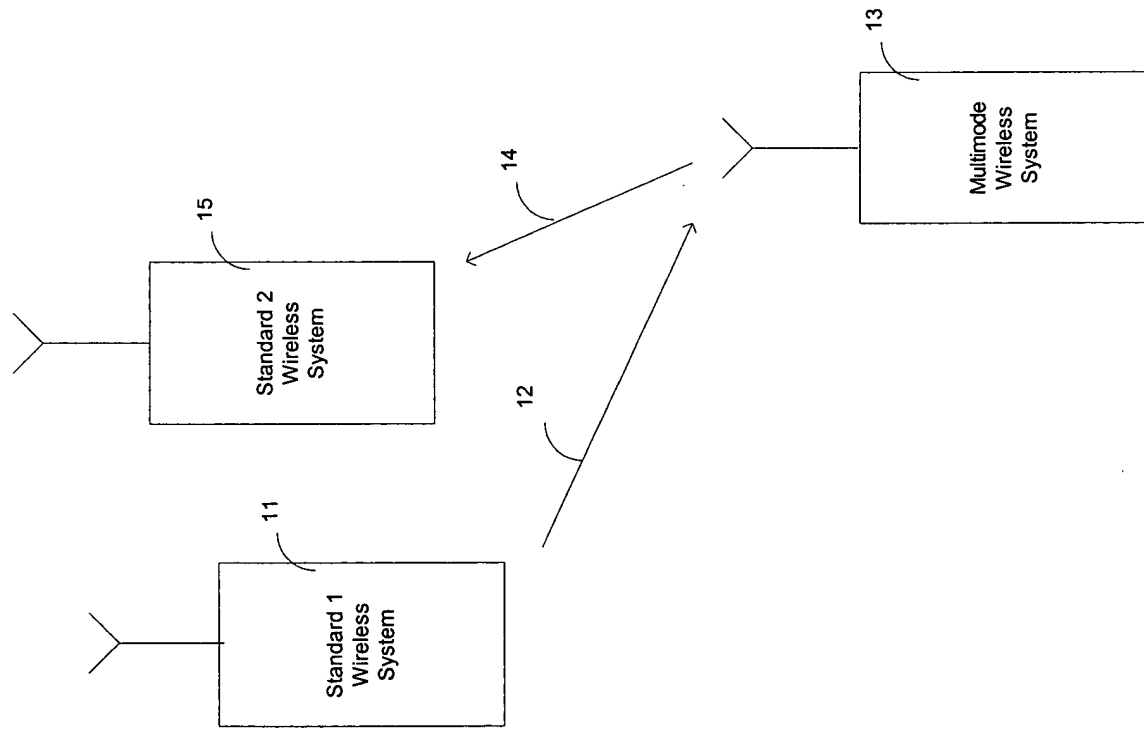 15
Standard 2
Wireless
System
11
Standard 1
Wireless
System
14
12
13
Multimode
Wireless
System